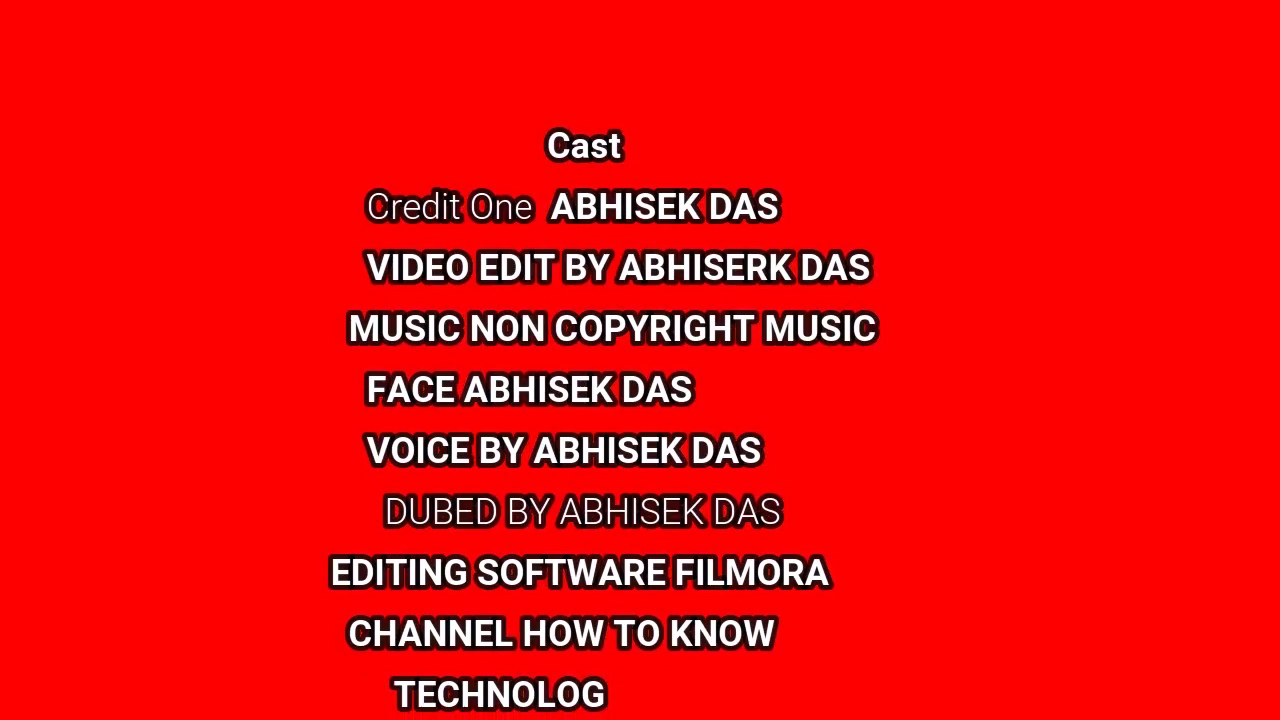 Cast
Credit One ABHISEK DAS
VIDEO EDIT BY ABHISERK DAS
MUSIC NON COPYRIGHT MUSIC
FACE ABHISEK DAS
VOICE BY ABHISEK DAS
DUBED BY ABHISEK DAS
EDITING SOFTWARE FILMORA
CHANNEL HOW TO KNOW
TECHNOLOG